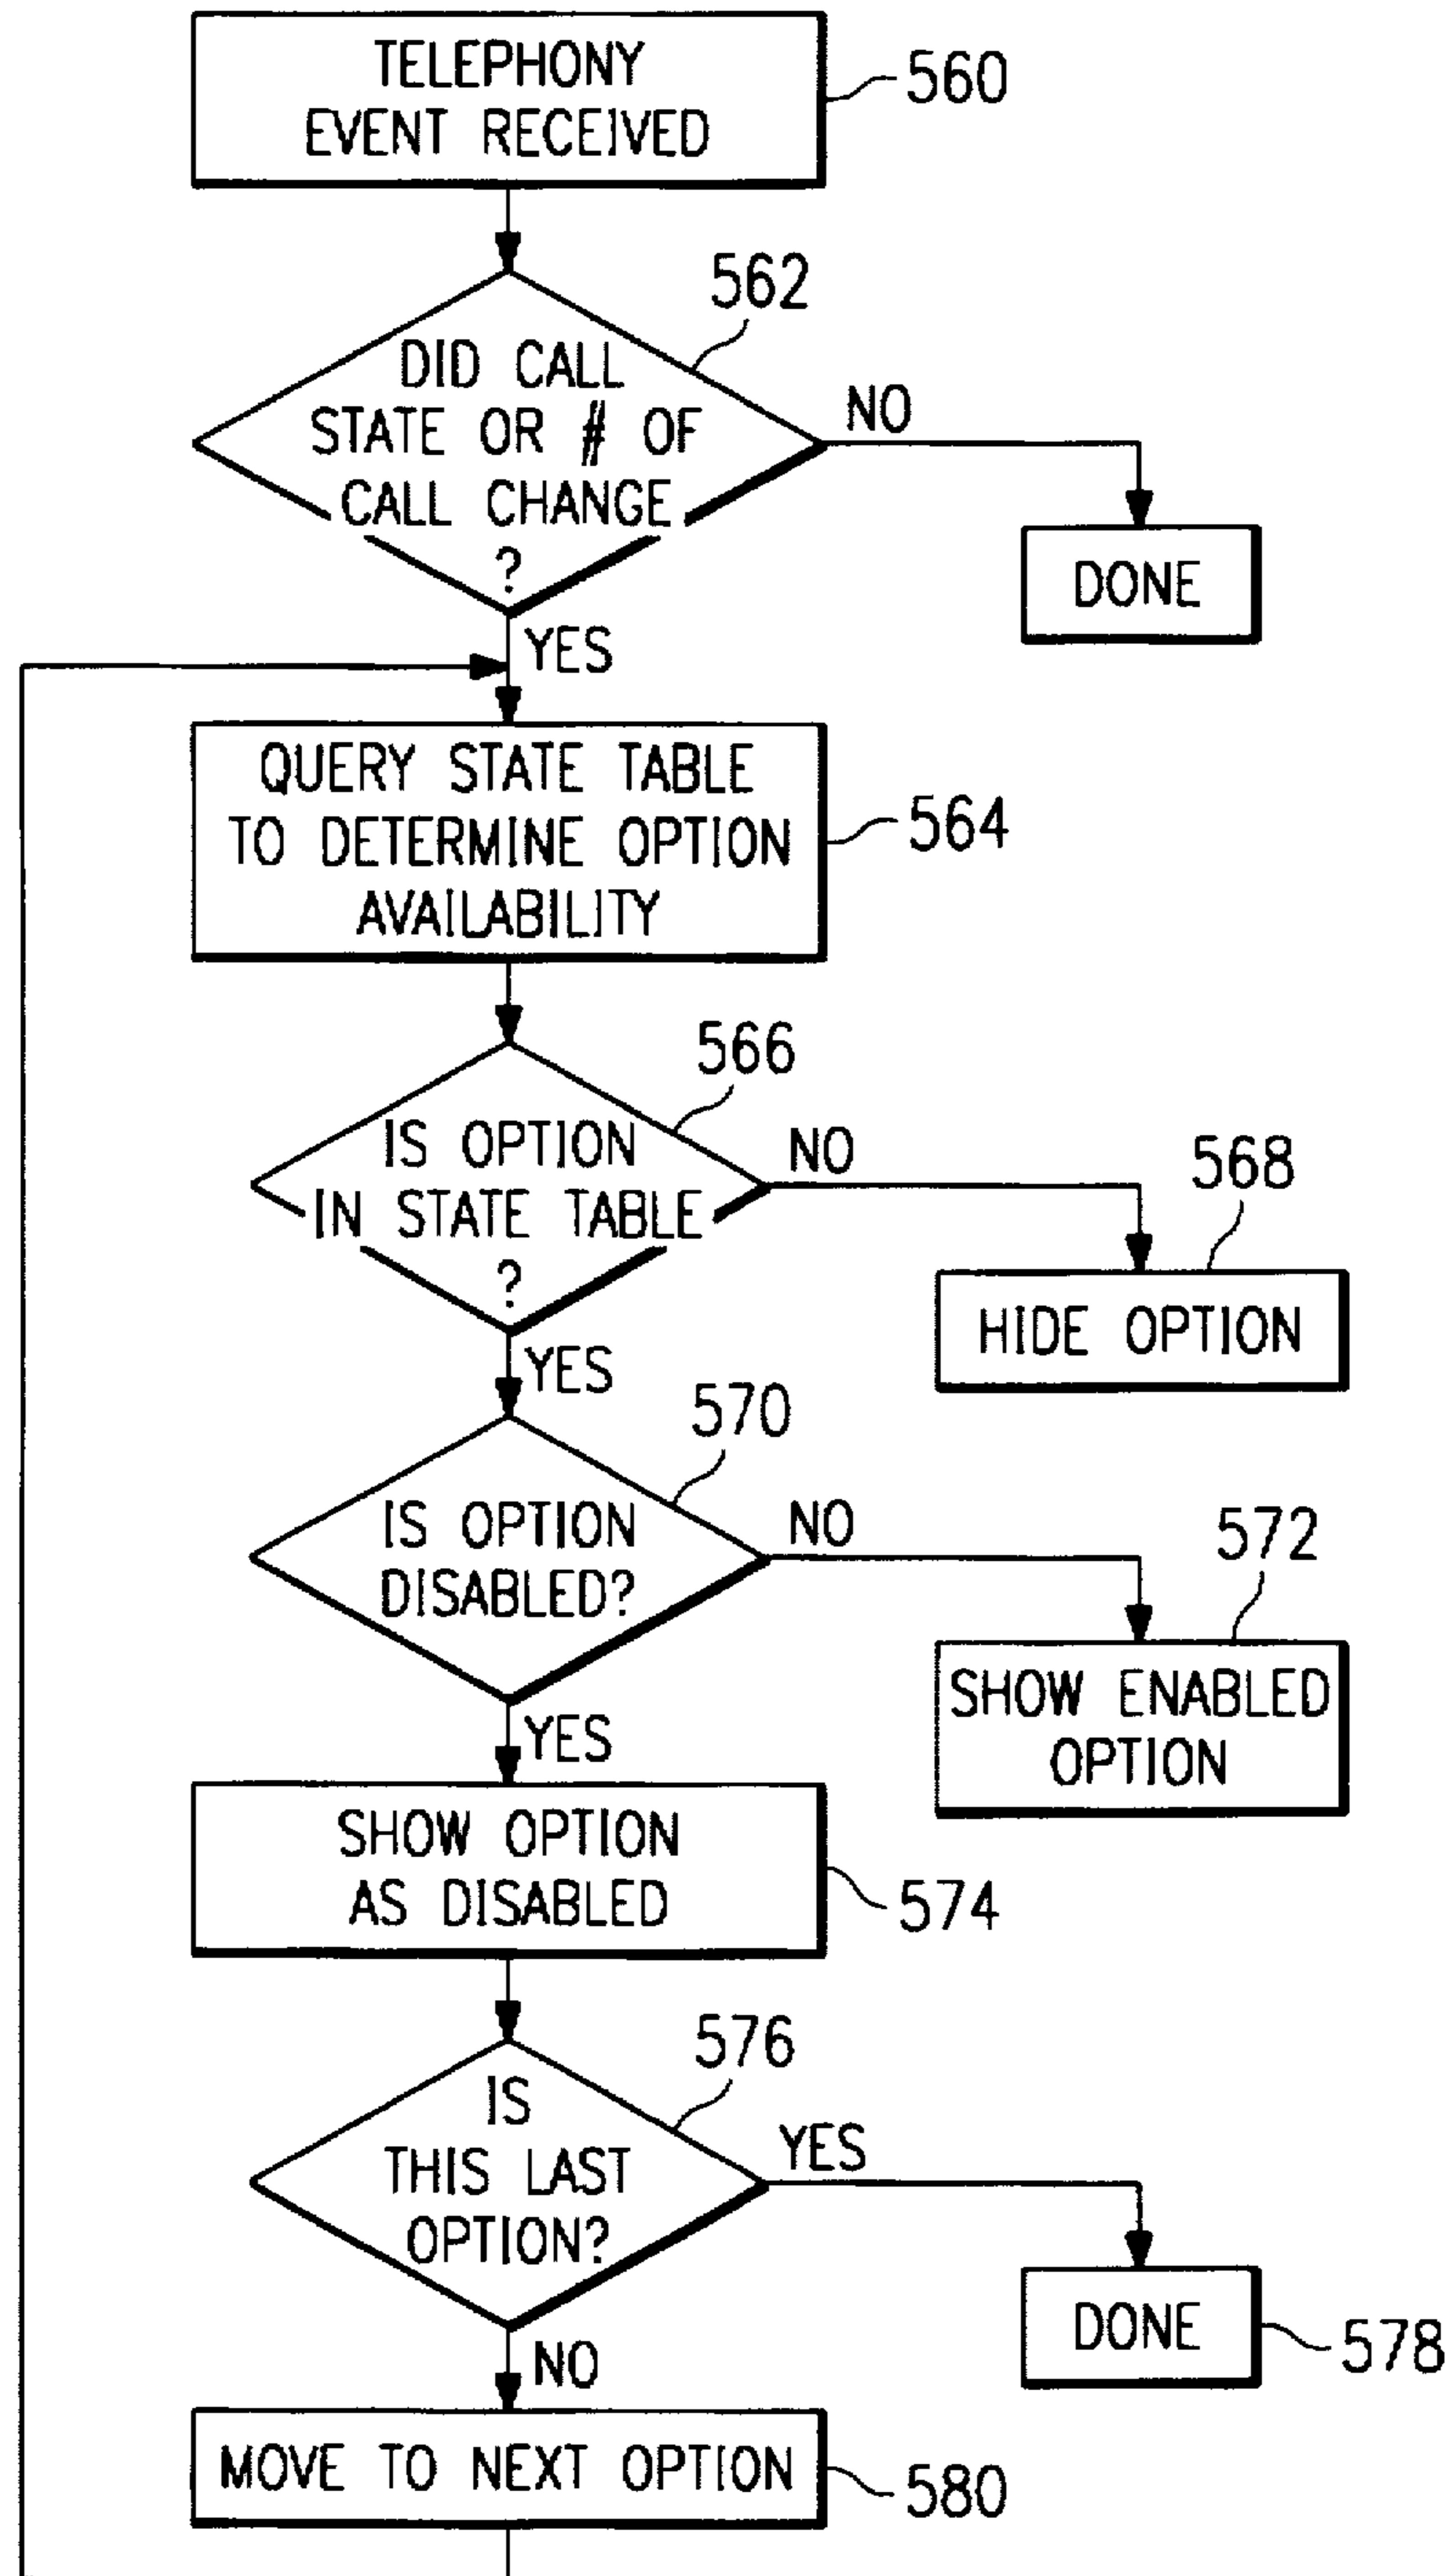 TELEPHONY
EVENT RECEIVED
560
562
DID CALL
STATE OR # OF
CALL CHANGE
?
NO
DONE
YES
QUERY STATE TABLE
TO DETERMINE OPTION
AVAILABILITY
564
566
IS OPTION
IN STATE TABLE
?
NO
568
HIDE OPTION
YES
570
IS OPTION
DISABLED?
NO
572
SHOW ENABLED
OPTION
YES
SHOW OPTION
AS DISABLED
574
576
IS
THIS LAST
OPTION?
YES
DONE
578
NO
MOVE TO NEXT OPTION
580